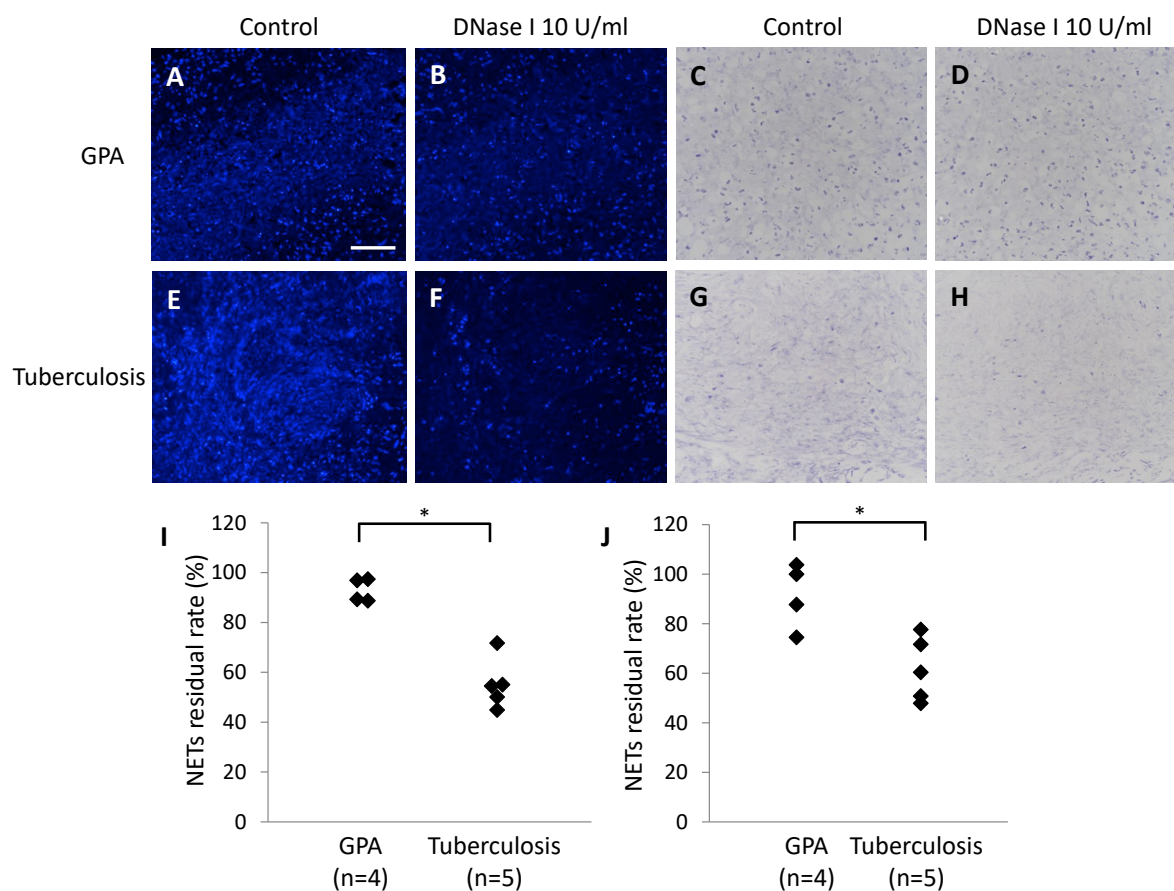 Control
DNase I 10 U/ml
Control
DNase I 10 U/ml
GPA
A
B
C
D
Tuberculosis
E
F
G
H
I
NETs residual rate (%)
120
100
80
60
40
20
0
*
GPA
(n=4)
Tuberculosis
(n=5)
J
NETs residual rate (%)
120
100
80
60
40
20
0
*
GPA
(n=4)
Tuberculosis
(n=5)